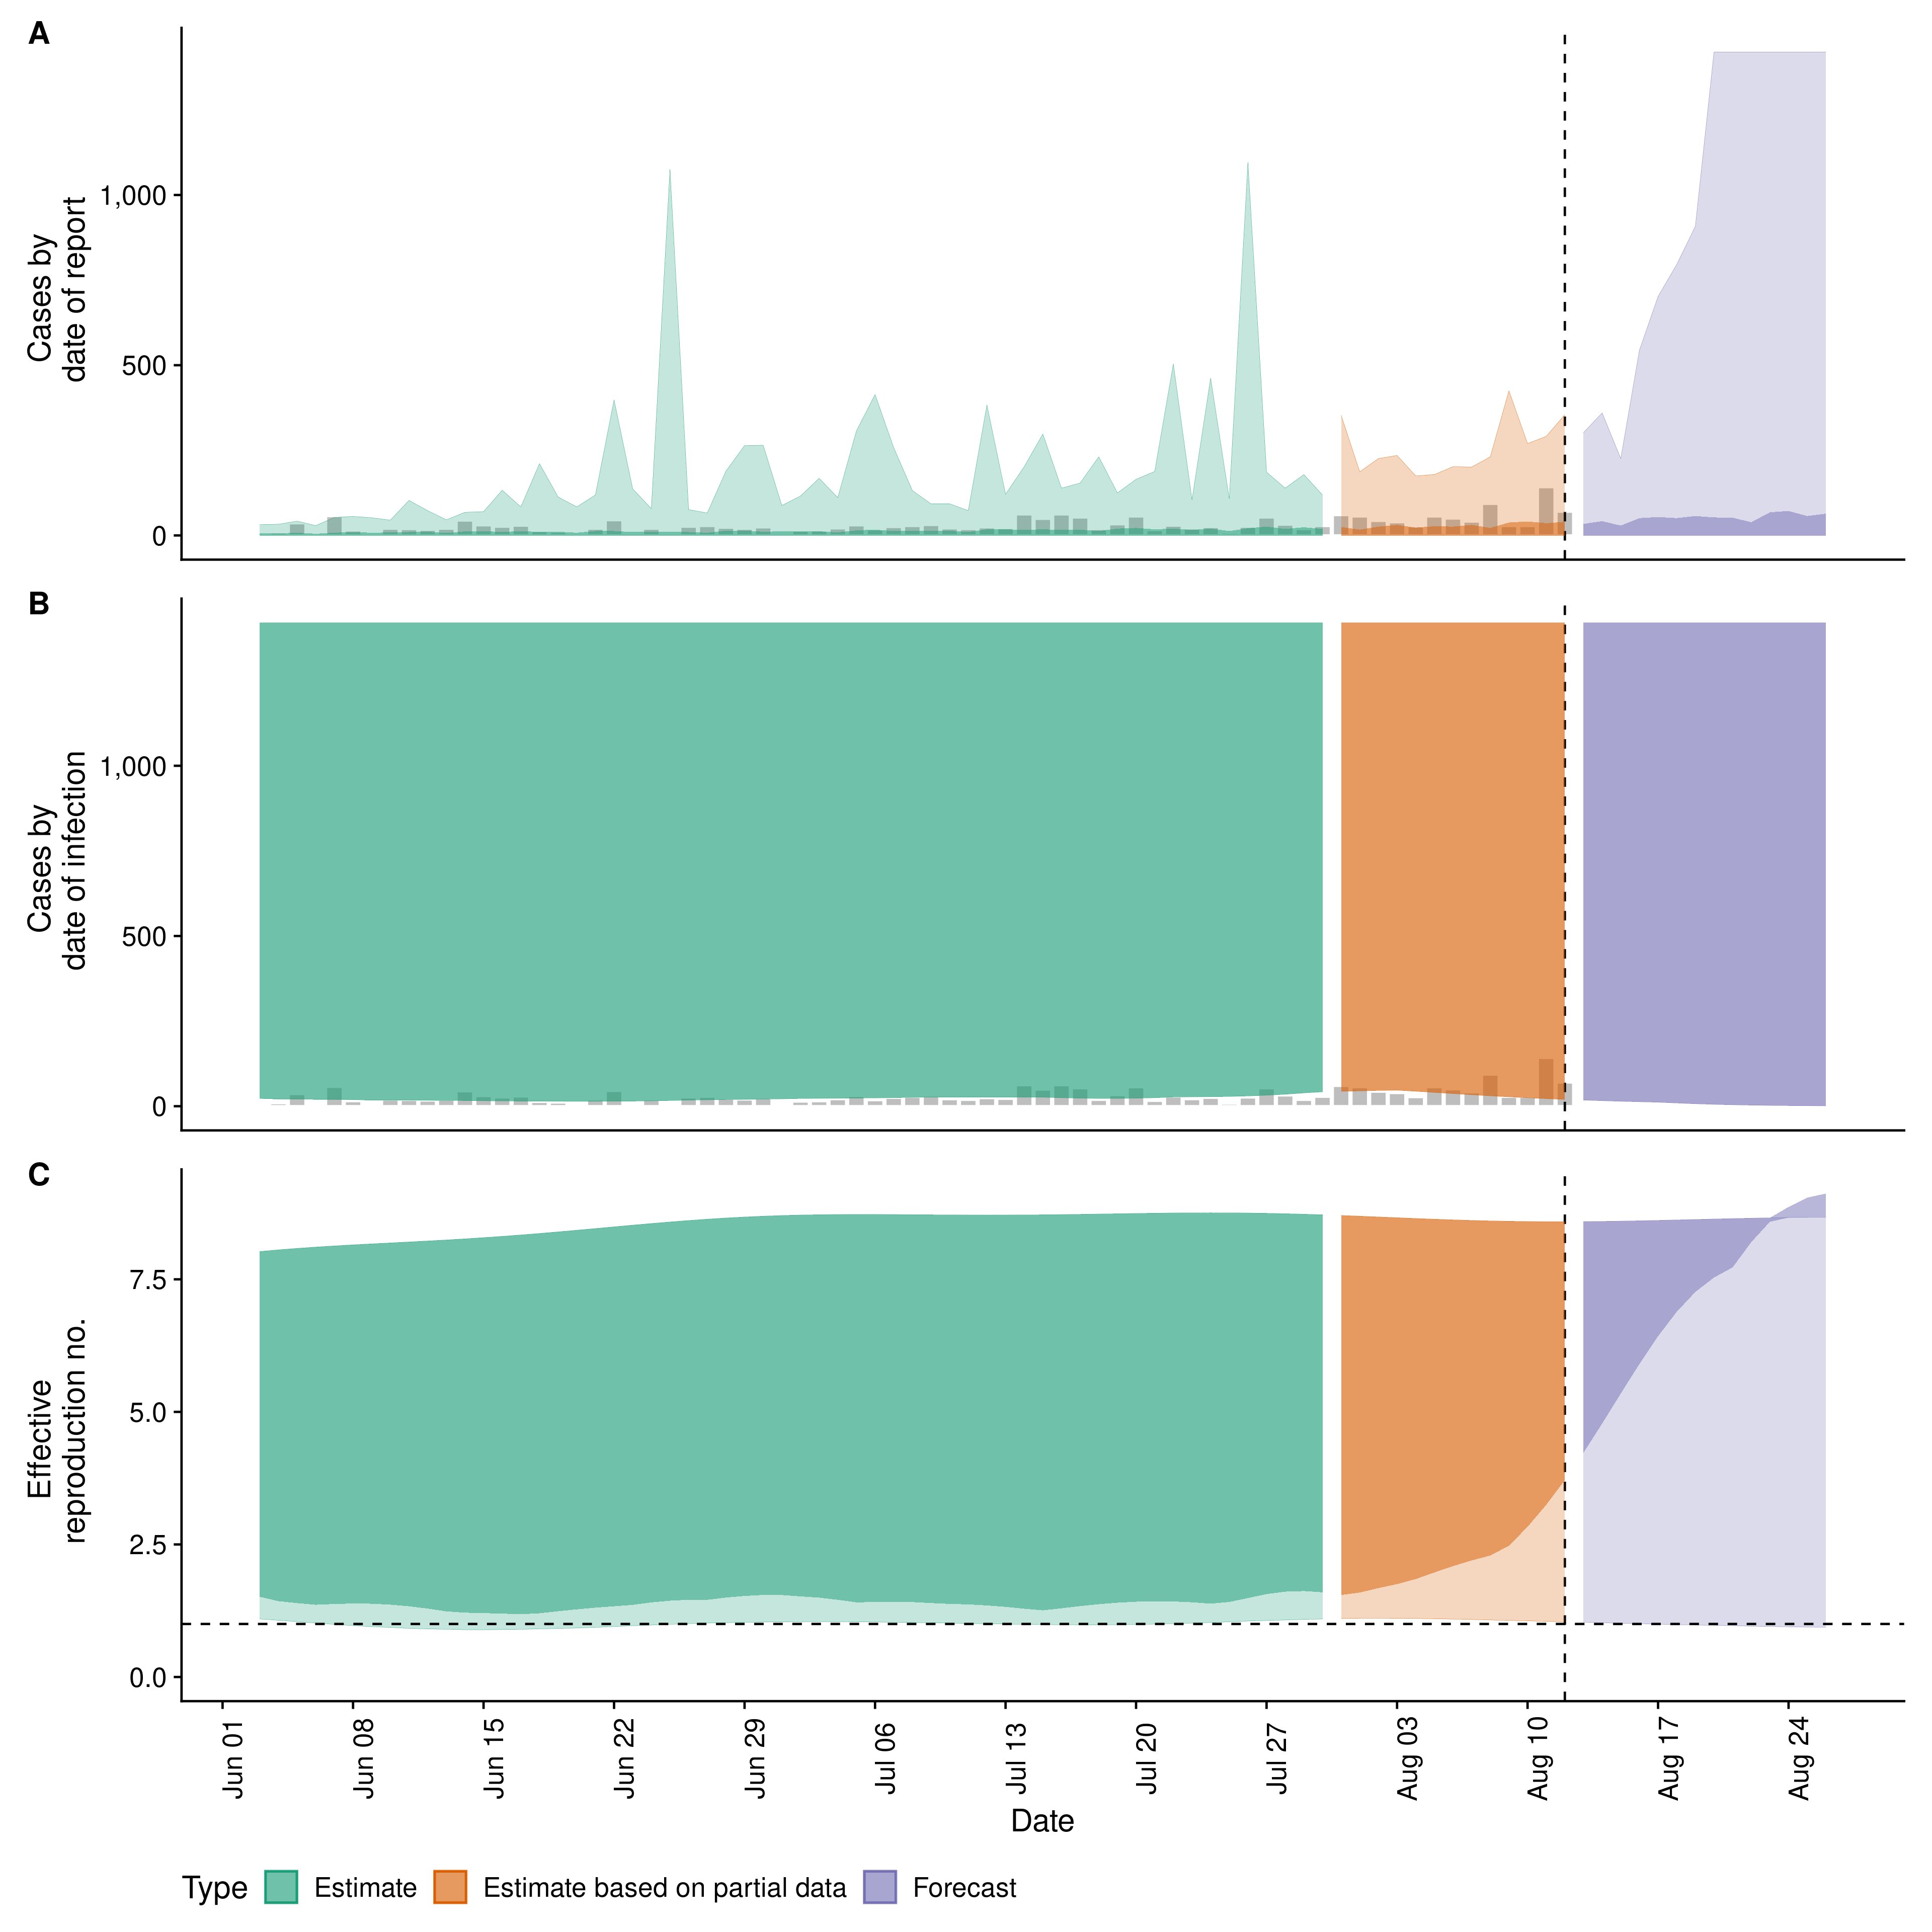 A
Cases by
date of report
1,000
500
0
B
Cases by
date of infection
1,000
500
0
C
Effective
reproduction no.
7.5
5.0
2.5
0.0
Jun 01
Jun 08
Jun 15
Jun 22
Jun 29
Jul 06
Jul 13
Jul 20
Jul 27
Aug 03
Aug 10
Aug 17
Aug 24
Date
Type
Estimate
Estimate based on partial data
Forecast